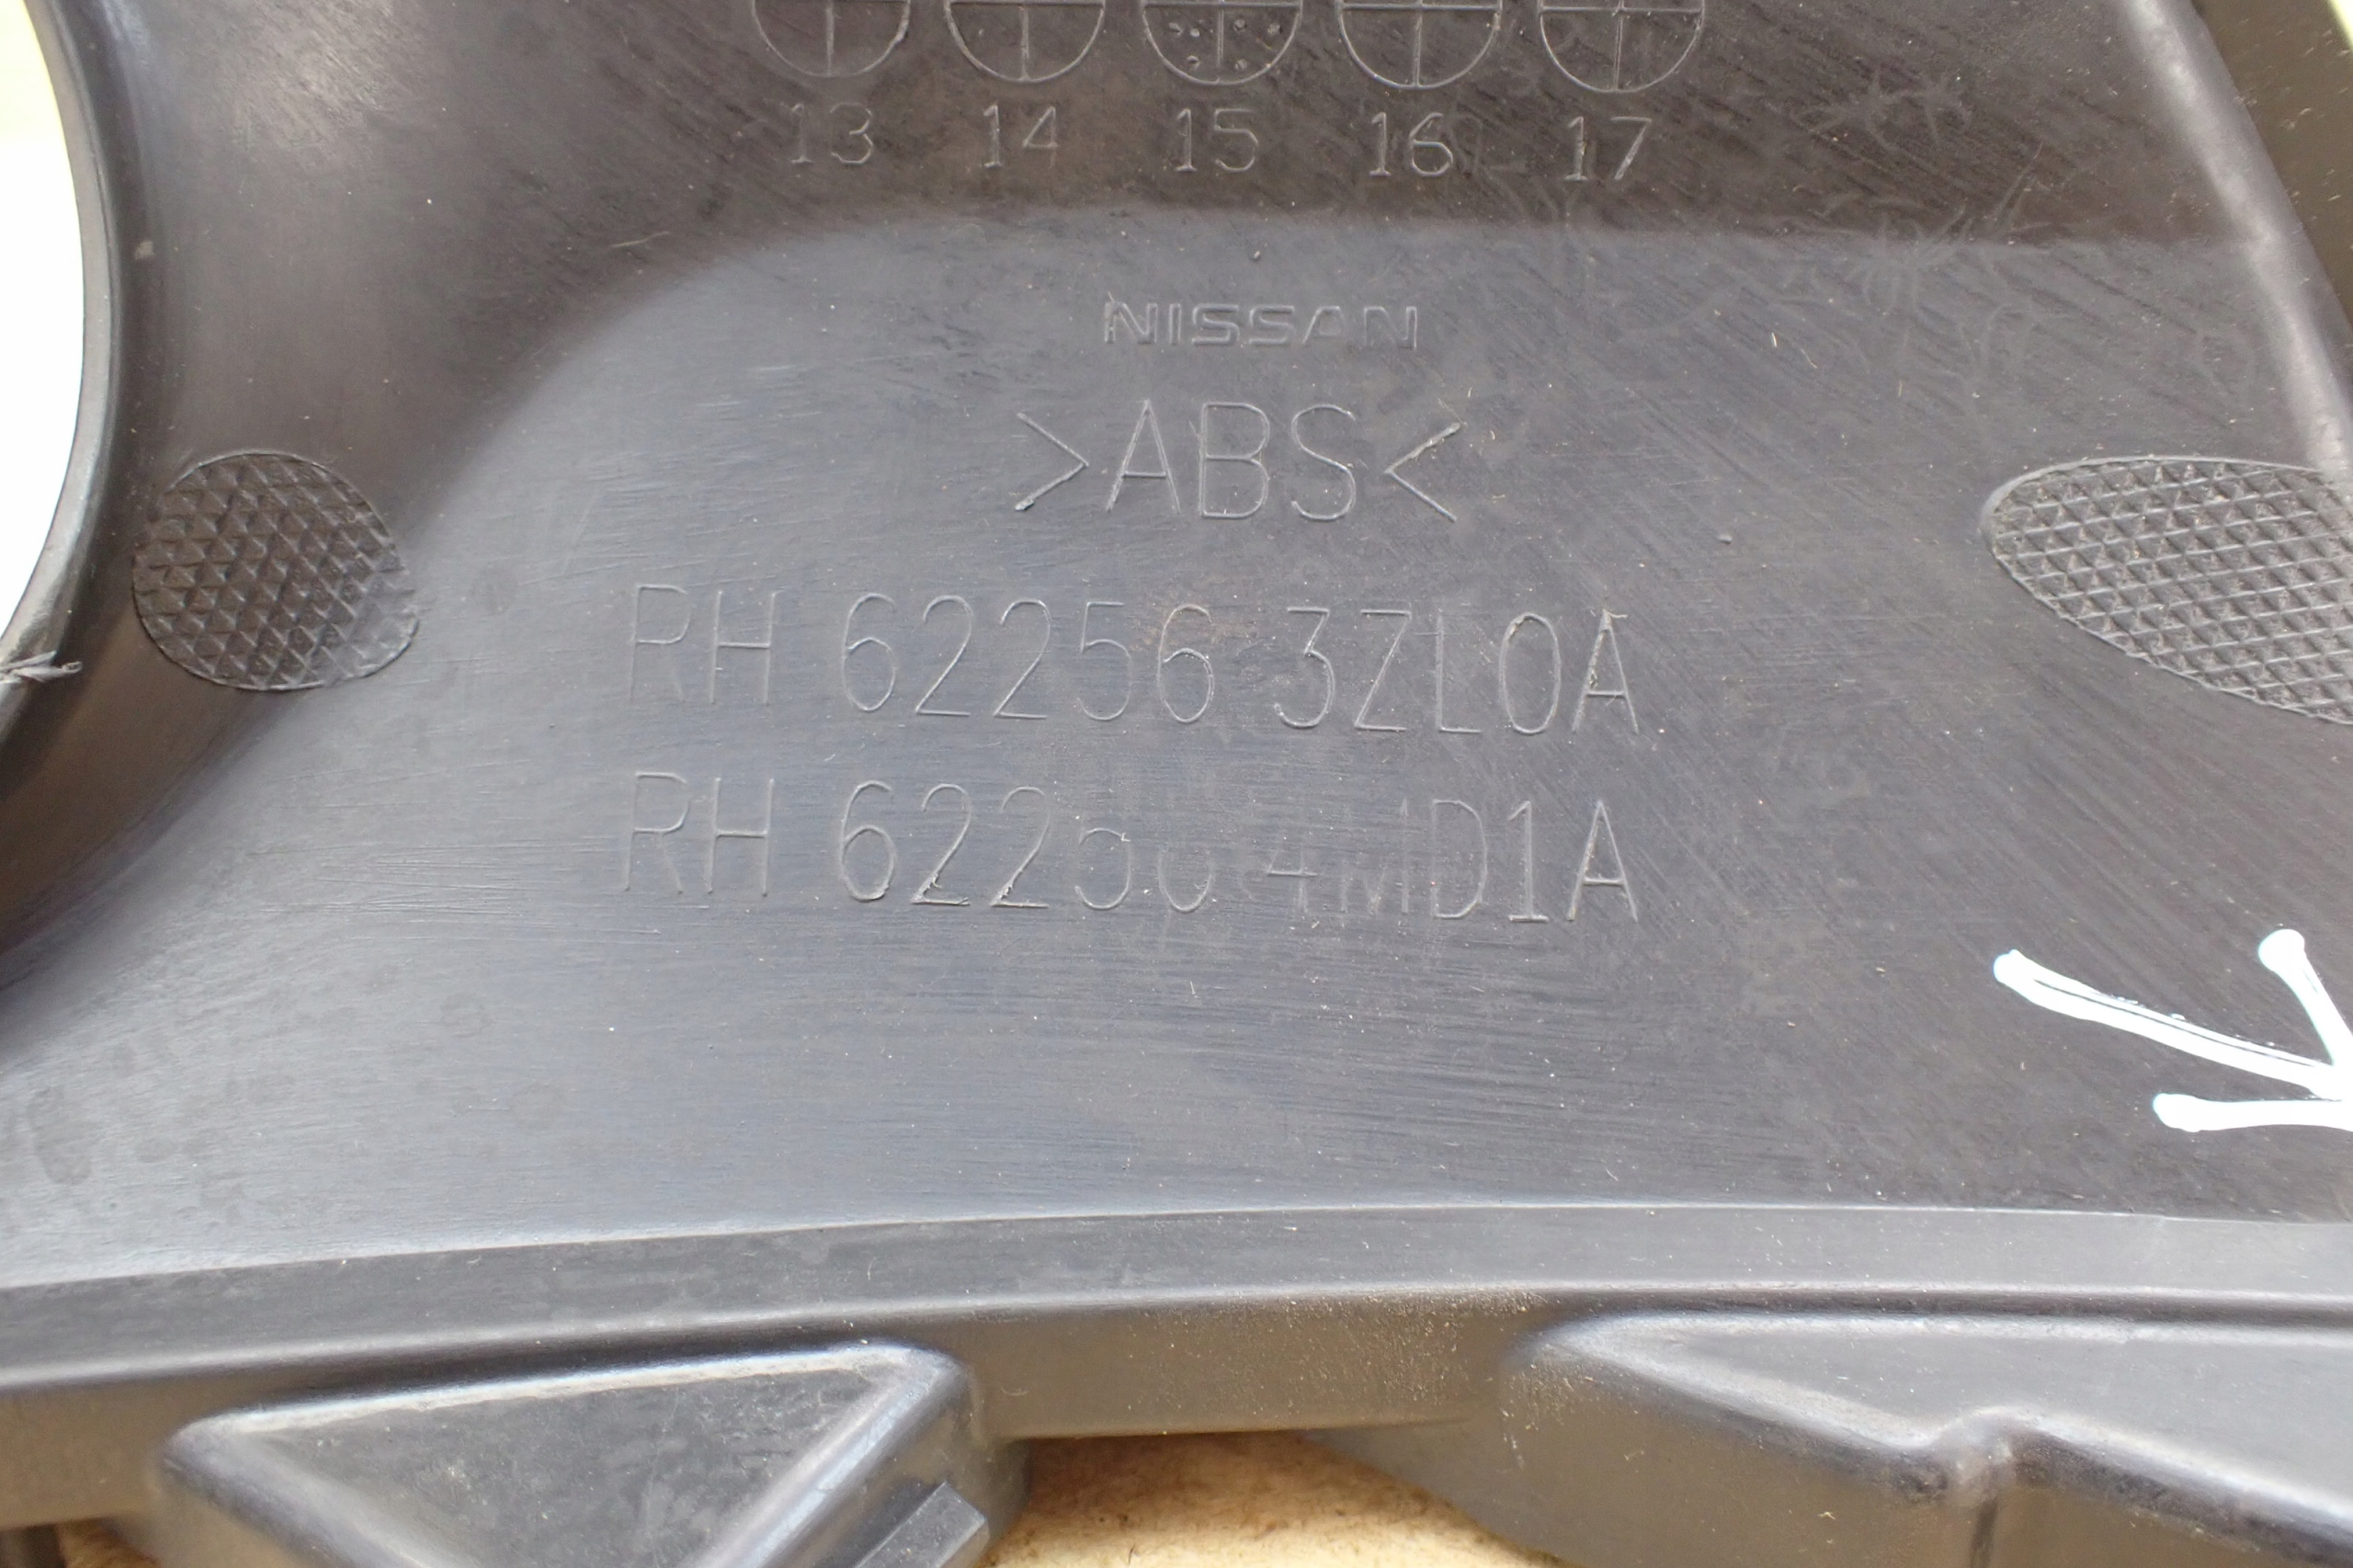 13 14 15 16 17
NISSAN
>ABS<
RH 62256 3ZL0A
RH 62256 4MD1A